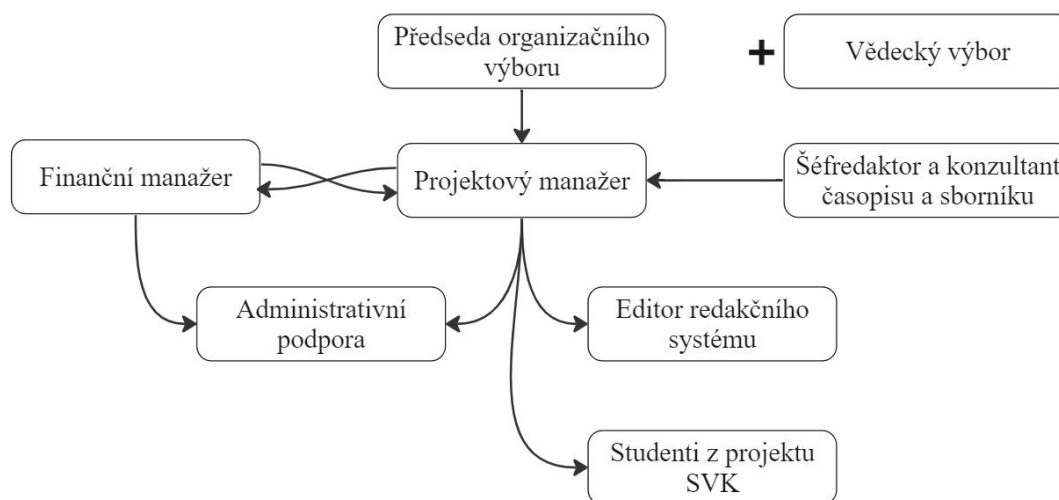 Předseda organizačního
výboru
+
Vědecký výbor
Finanční manažer
Projektový manažer
Šéfredaktor a konzultant
časopisu a sborníku
Administrativní
podpora
Editor redakčního
systému
Studenti z projektu
SVK